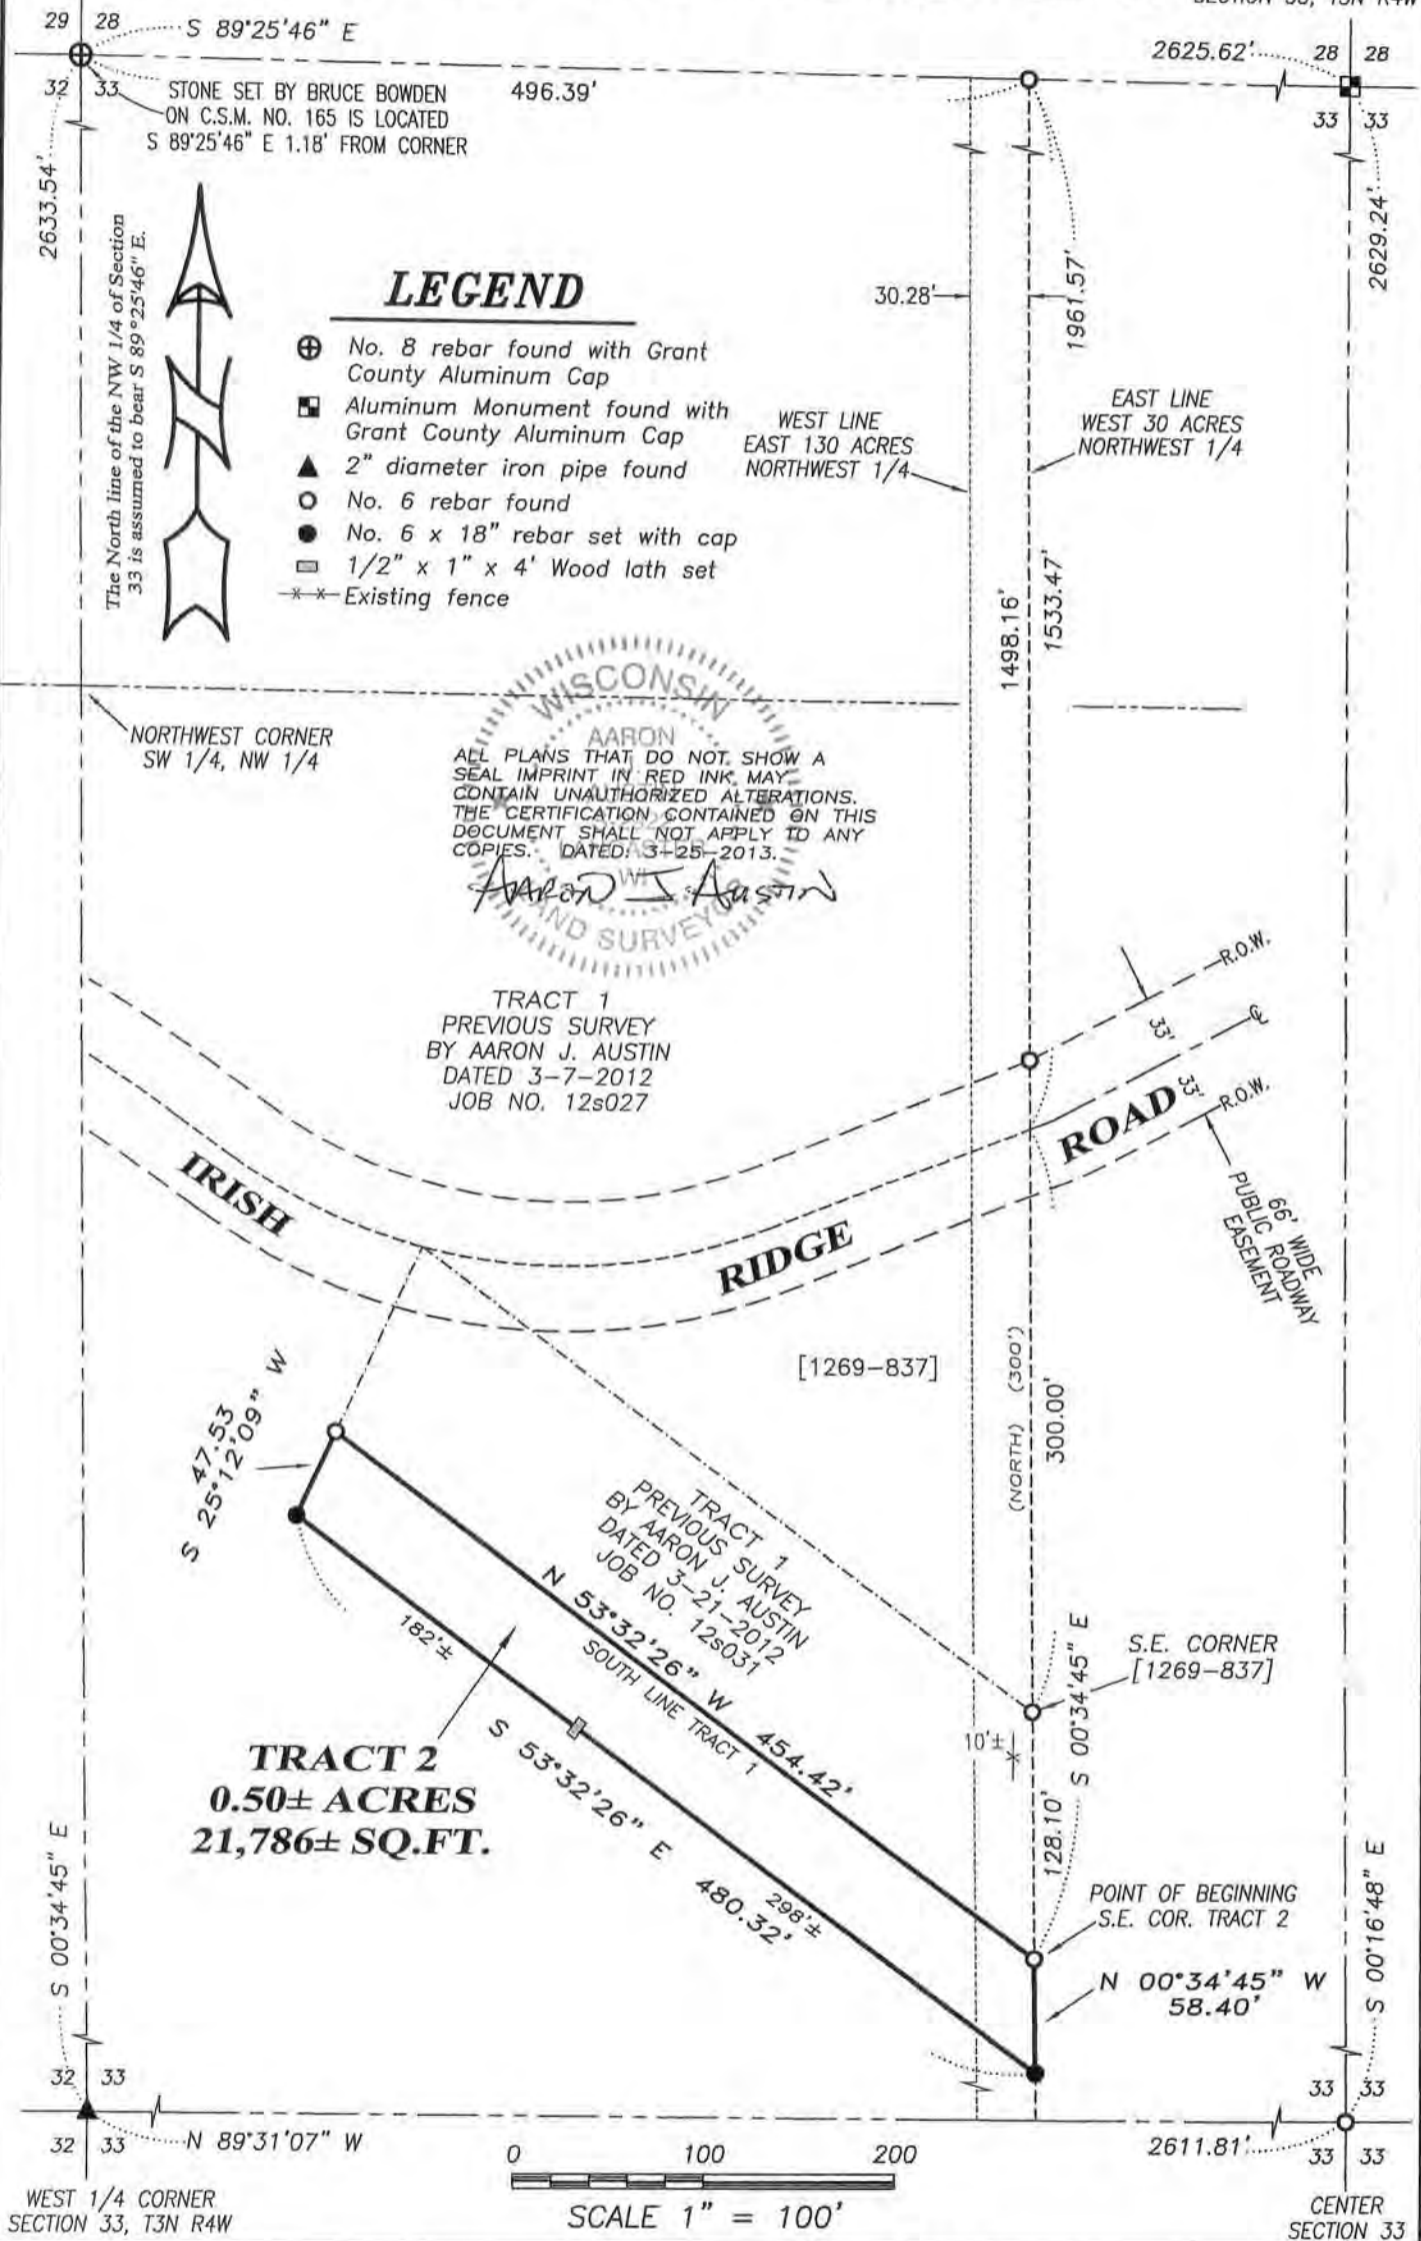 SECTION 33, T3N R4W
29 28
S 89°25'46" E
32 33
STONE SET BY BRUCE BOWDEN
ON C.S.M. NO. 165 IS LOCATED
S 89°25'46" E 1.18' FROM CORNER
496.39'
2625.62'
28 28
33 33
2633.54'
2629.24'
The North line of the NW 1/4 of Section
33 is assumed to bear S 89°25'46" E.
N
LEGEND
No. 8 rebar found with Grant
County Aluminum Cap
Aluminum Monument found with
Grant County Aluminum Cap
2" diameter iron pipe found
No. 6 rebar found
No. 6 x 18" rebar set with cap
1/2" x 1" x 4' Wood lath set
x x Existing fence
30.28'
1961.57'
WEST LINE
EAST 130 ACRES
NORTHWEST 1/4
EAST LINE
WEST 30 ACRES
NORTHWEST 1/4
1498.16'
1533.47'
NORTHWEST CORNER
SW 1/4, NW 1/4
WISCONSIN
AARON
LANCASTER
WI
LAND SURVEYOR
ALL PLANS THAT DO NOT SHOW A
SEAL IMPRINT IN RED INK MAY
CONTAIN UNAUTHORIZED ALTERATIONS.
THE CERTIFICATION CONTAINED ON THIS
DOCUMENT SHALL NOT APPLY TO ANY
COPIES. DATED: 3-25-2013.
AARON J AUSTIN
TRACT 1
PREVIOUS SURVEY
BY AARON J. AUSTIN
DATED 3-7-2012
JOB NO. 12s027
R.O.W.
33'
℄
33'
R.O.W.
IRISH
RIDGE
ROAD
66' WIDE
PUBLIC ROADWAY
EASEMENT
[1269-837]
(NORTH) (300')
300.00'
47.53
S 25°12'09" W
TRACT 1
PREVIOUS SURVEY
BY AARON J. AUSTIN
DATED 3-21-2012
JOB NO. 12s031
N 53°32'26" W 454.42'
SOUTH LINE TRACT 1
182'±
S 53°32'26" E 480.32'
298'±
TRACT 2
0.50± ACRES
21,786± SQ.FT.
S.E. CORNER
[1269-837]
10'±
x
S 00°34'45" E
128.10'
POINT OF BEGINNING
S.E. COR. TRACT 2
N 00°34'45" W
58.40'
S 00°34'45" E
S 00°16'48" E
32 33
32 33
N 89°31'07" W
33 33
2611.81'
33 33
WEST 1/4 CORNER
SECTION 33, T3N R4W
0 100 200
SCALE 1" = 100'
CENTER
SECTION 33